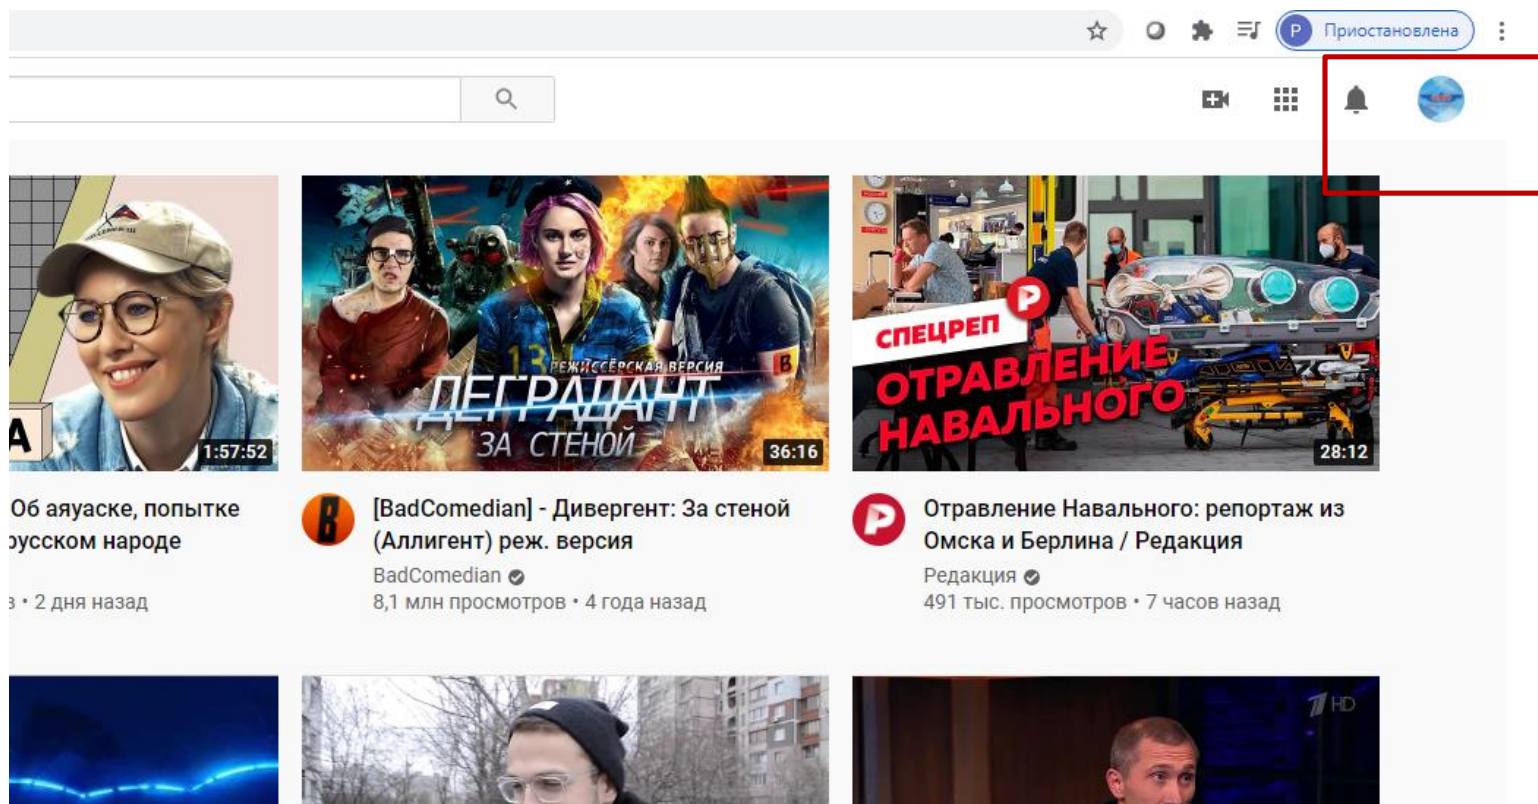 Р Приостановлена
СПЕЦРЕП
ОТРАВЛЕНИЕ
НАВАЛЬНОГО
28:12
13
РЕЖИССЁРСКАЯ ВЕРСИЯ
ДЕГРАДАНТ
ЗА СТЕНОЙ
B
36:16
А
1:57:52
Об аяуаске, попытке
русском народе
• 2 дня назад
B
[BadComedian] - Дивергент: За стеной
(Аллигент) реж. версия
BadComedian
8,1 млн просмотров • 4 года назад
Р
Отравление Навального: репортаж из
Омска и Берлина / Редакция
Редакция
491 тыс. просмотров • 7 часов назад
HD